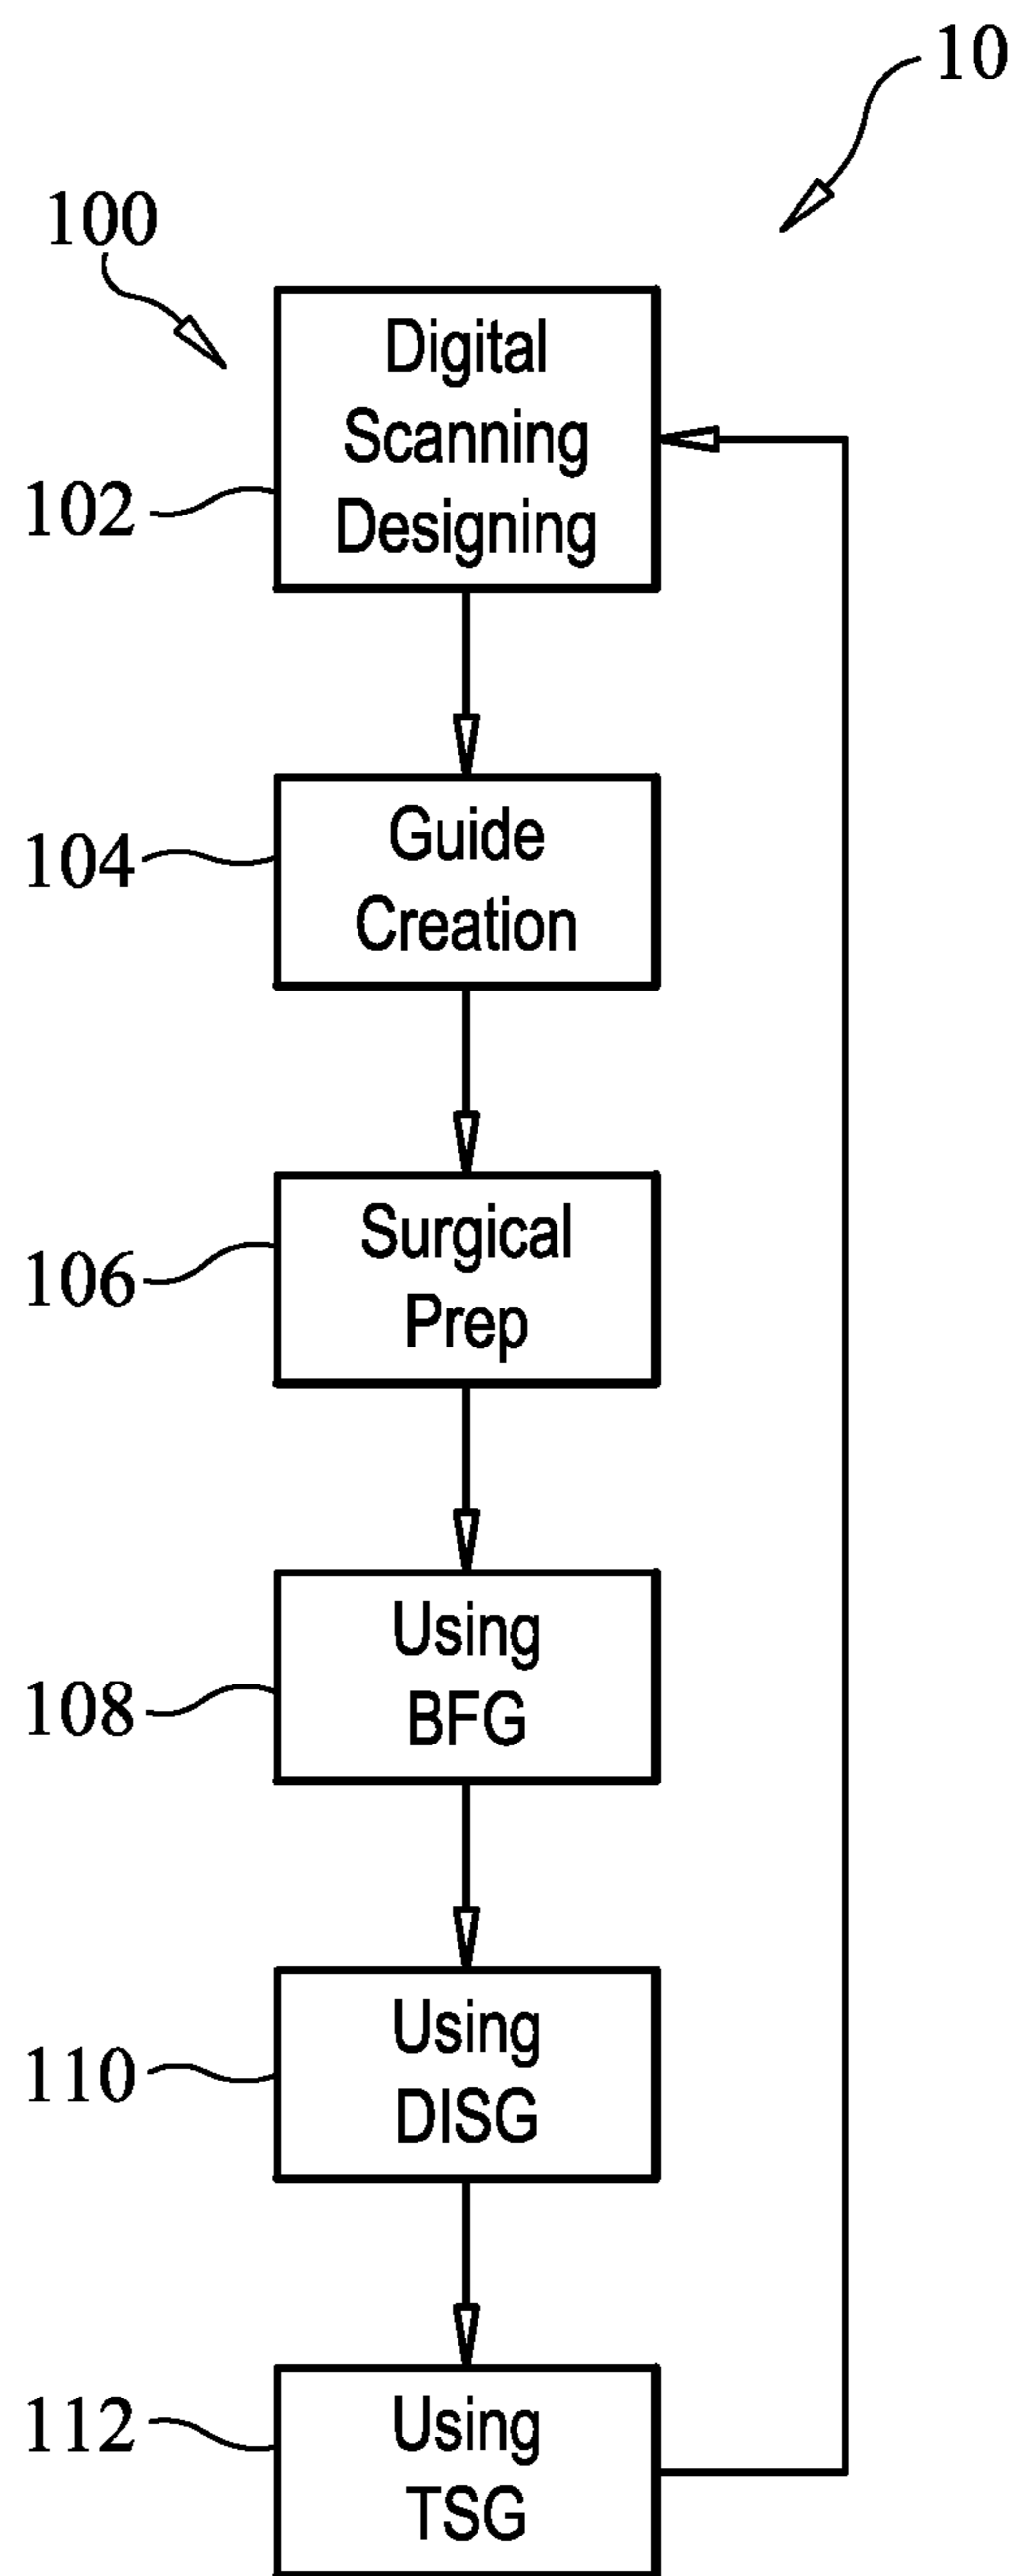 10
100
Digital
Scanning
102
Designing
Guide
104
Creation
Surgical
106
Prep
Using
108
BFG
Using
110
DISG
Using
112
TSG